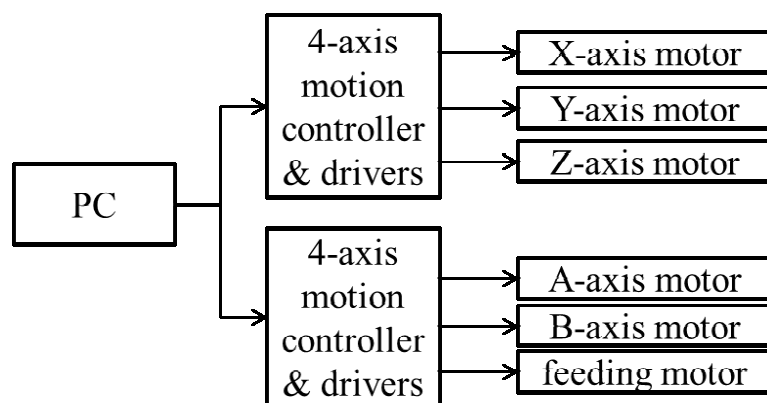 PC
4-axis
motion
controller
& drivers
X-axis motor
Y-axis motor
Z-axis motor
4-axis
motion
controller
& drivers
A-axis motor
B-axis motor
feeding motor